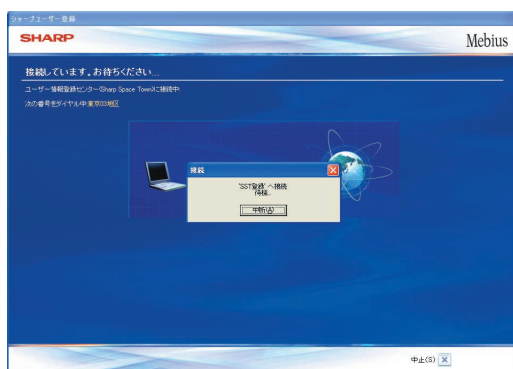 シャープユーザー登録
SHARP
Mebius
接続しています。お待ちください...
ユーザー情報登録センター(Sharp Space Town)に接続中
次の番号をダイヤル中:東京03地区
接続
'SST登録' へ接続
待機...
中断(A)
中止(S)